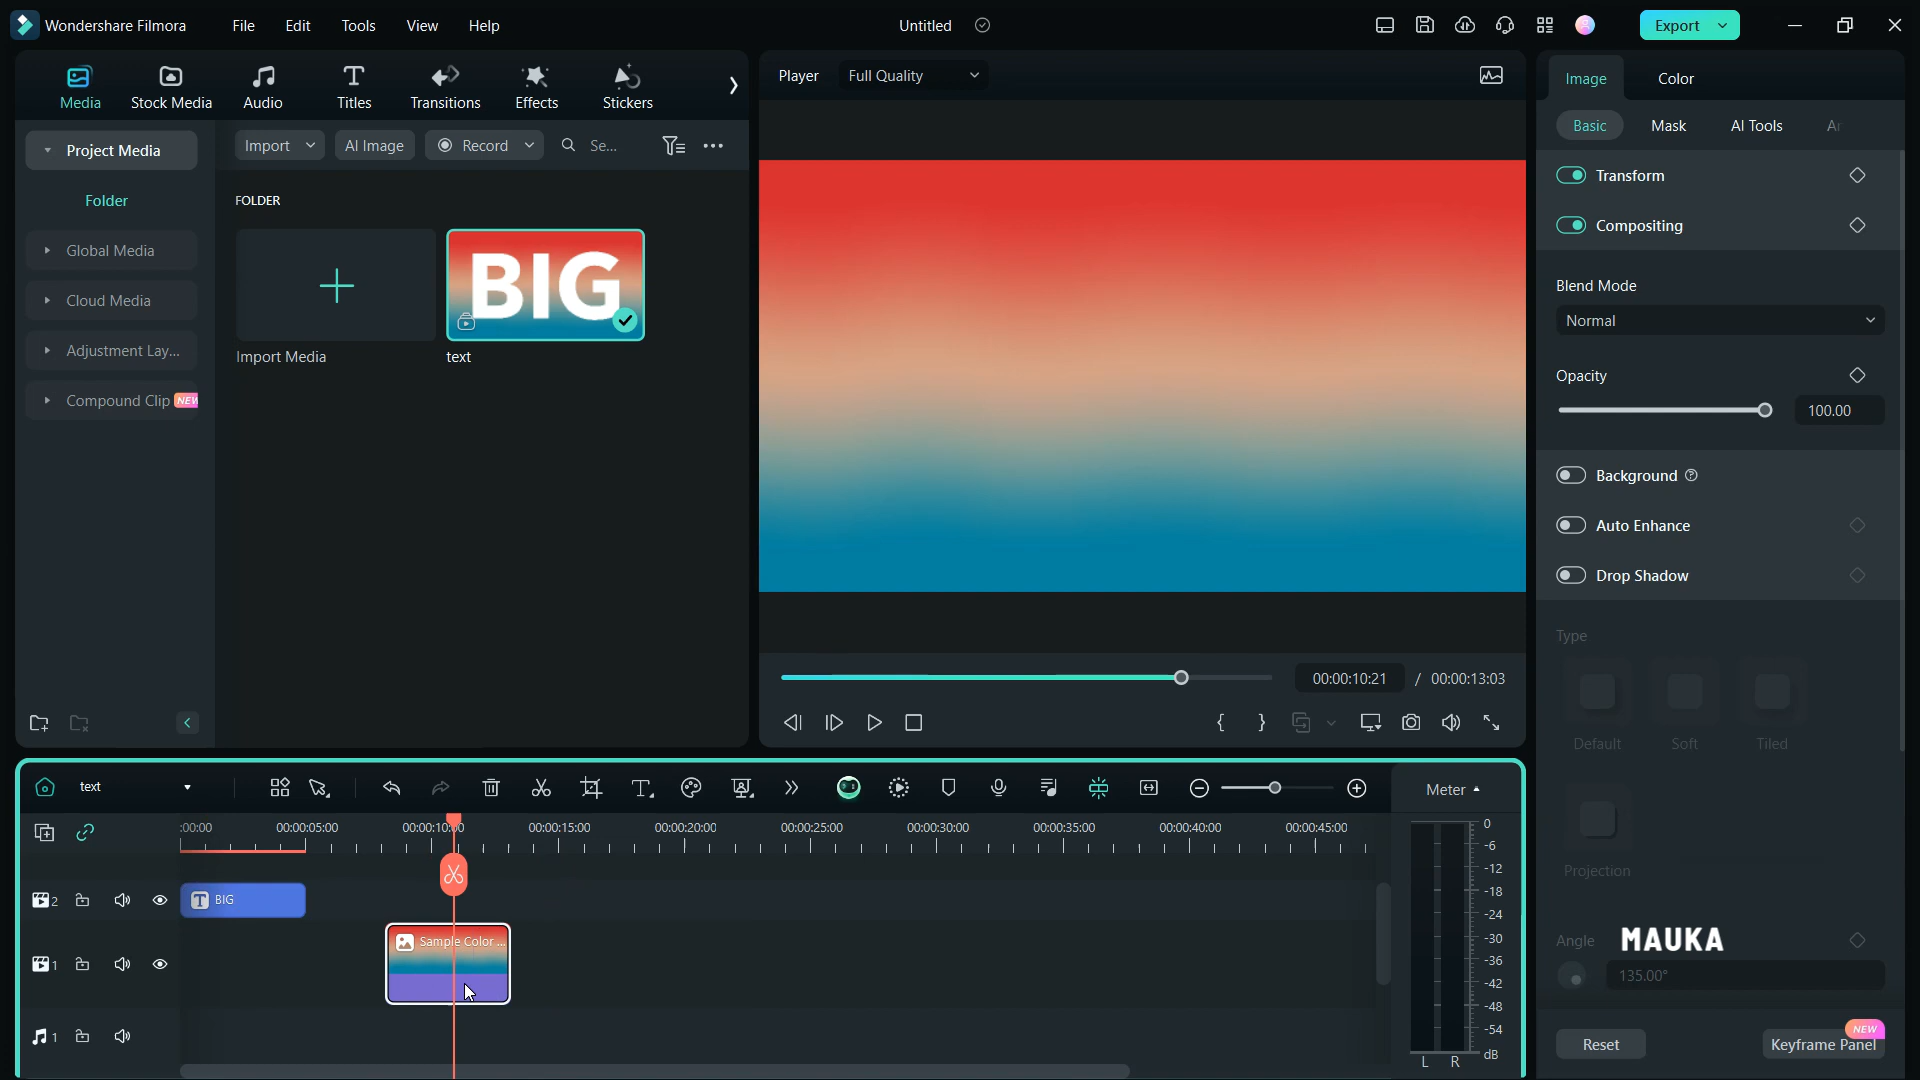 Wondershare Filmora
File
Edit
Tools
View
Help
Untitled
Export
Media
Stock Media
Audio
Titles
Transitions
Effects
Stickers
Player
Full Quality
Image
Color
Project Media
Import
AI Image
Record
Se...
Basic
Mask
AI Tools
Folder
FOLDER
Transform
Global Media
Compositing
BIG
Cloud Media
Blend Mode
Normal
Adjustment Lay...
Import Media
text
Opacity
Compound Clip
NEW
100.00
Background
Auto Enhance
Drop Shadow
Type
00:00:10:21 / 00:00:13:03
Default
Soft
Tiled
text
Meter
:00:00
00:00:05:00
00:00:10:00
00:00:15:00
00:00:20:00
00:00:25:00
00:00:30:00
00:00:35:00
00:00:40:00
00:00:45:00
0
-6
-12
-18
-24
-30
-36
-42
-48
-54
dB
L R
Projection
2
BIG
Sample Color ...
1
1
Angle
MAUKA
135.00°
Reset
NEW
Keyframe Panel